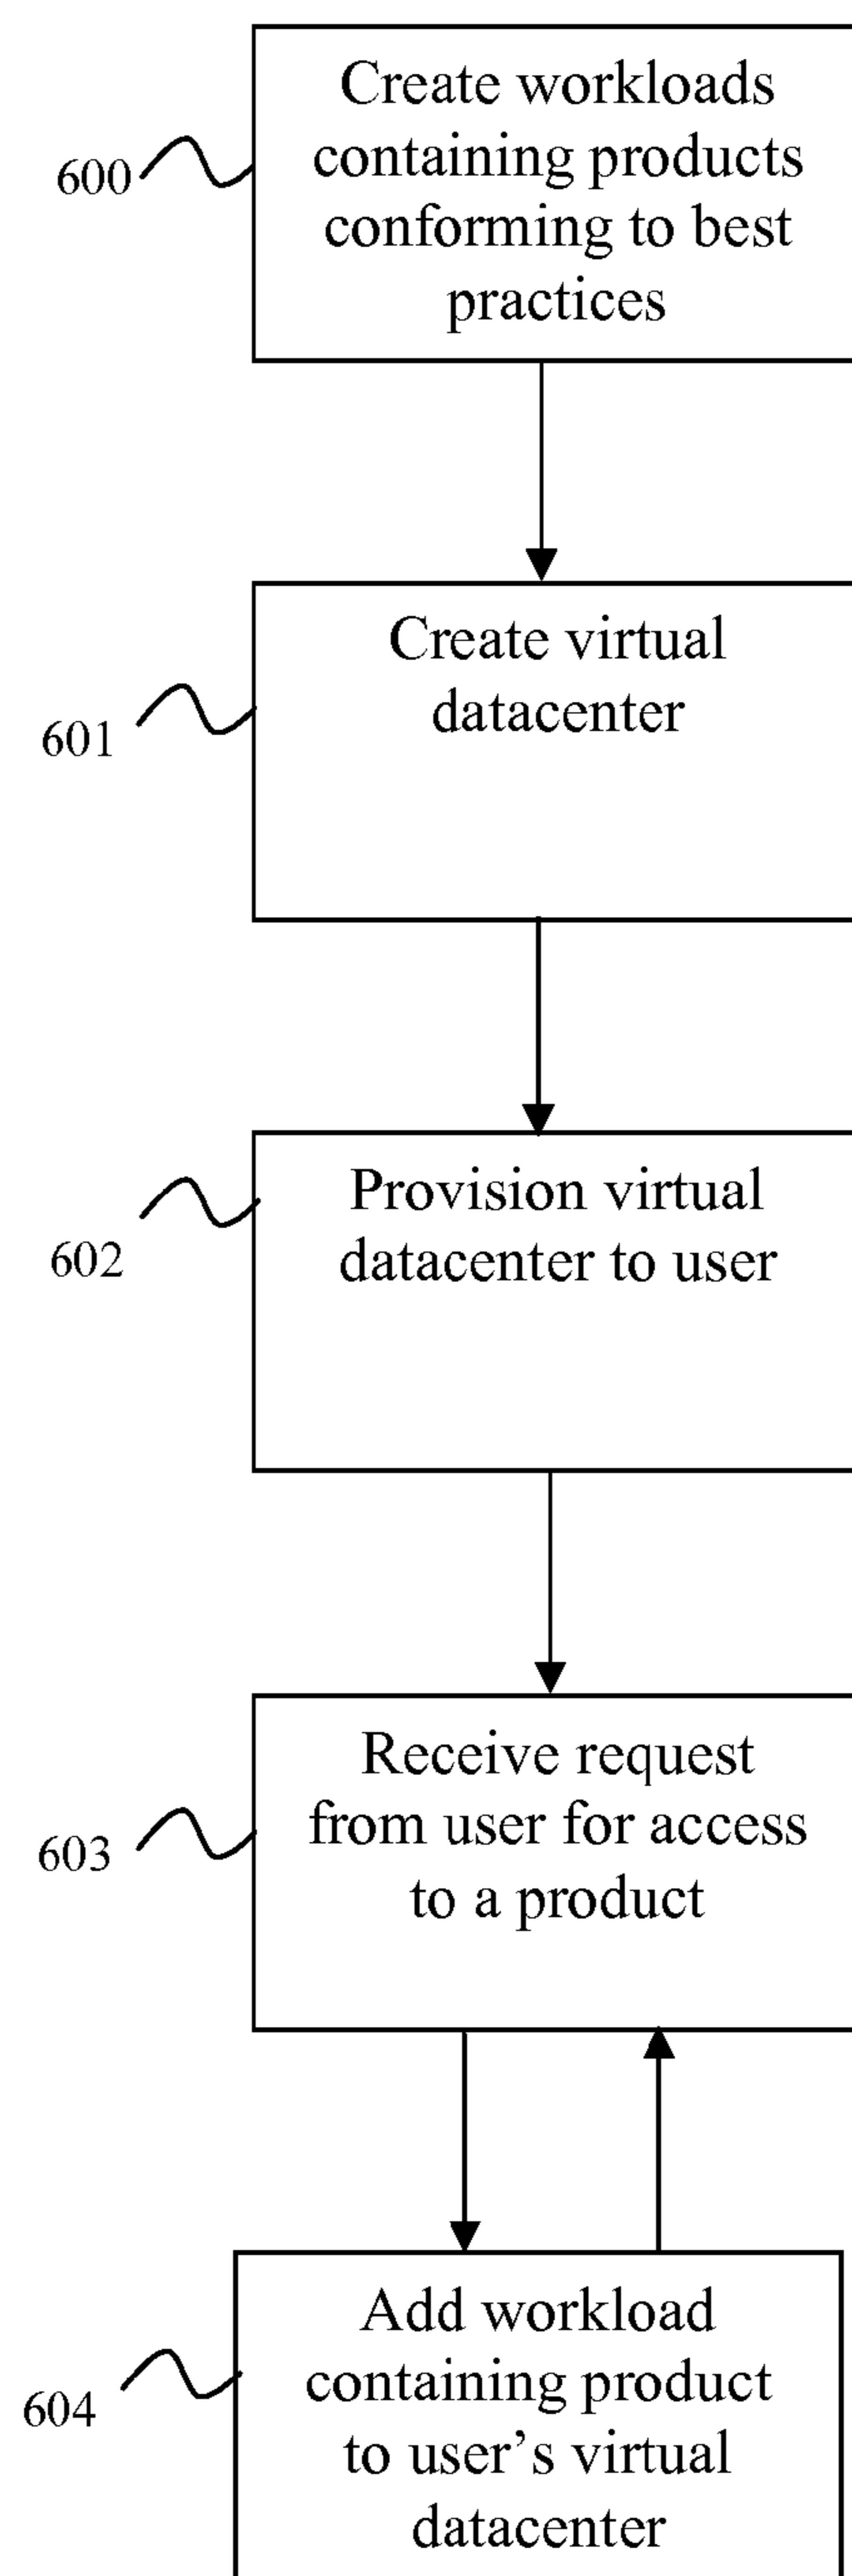 Create workloads
containing products
conforming to best
practices
600
Create virtual
datacenter
601
Provision virtual
datacenter to user
602
Receive request
from user for access
to a product
603
Add workload
containing product
to user’s virtual
datacenter
604